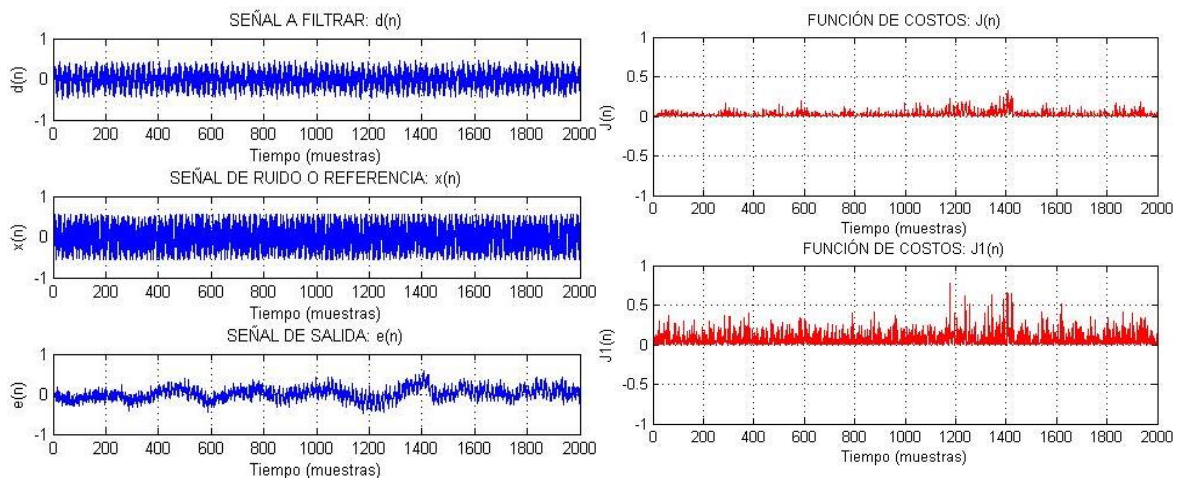 SEÑAL A FILTRAR: d(n)
1
0
-1
d(n)
0 200 400 600 800 1000 1200 1400 1600 1800 2000
Tiempo (muestras)
SEÑAL DE RUIDO O REFERENCIA: x(n)
1
0
-1
x(n)
0 200 400 600 800 1000 1200 1400 1600 1800 2000
Tiempo (muestras)
SEÑAL DE SALIDA: e(n)
1
0
-1
e(n)
0 200 400 600 800 1000 1200 1400 1600 1800 2000
Tiempo (muestras)
FUNCIÓN DE COSTOS: J(n)
1
0.5
0
-0.5
-1
J(n)
0 200 400 600 800 1000 1200 1400 1600 1800 2000
Tiempo (muestras)
FUNCIÓN DE COSTOS: J1(n)
1
0.5
0
-0.5
-1
J1(n)
0 200 400 600 800 1000 1200 1400 1600 1800 2000
Tiempo (muestras)